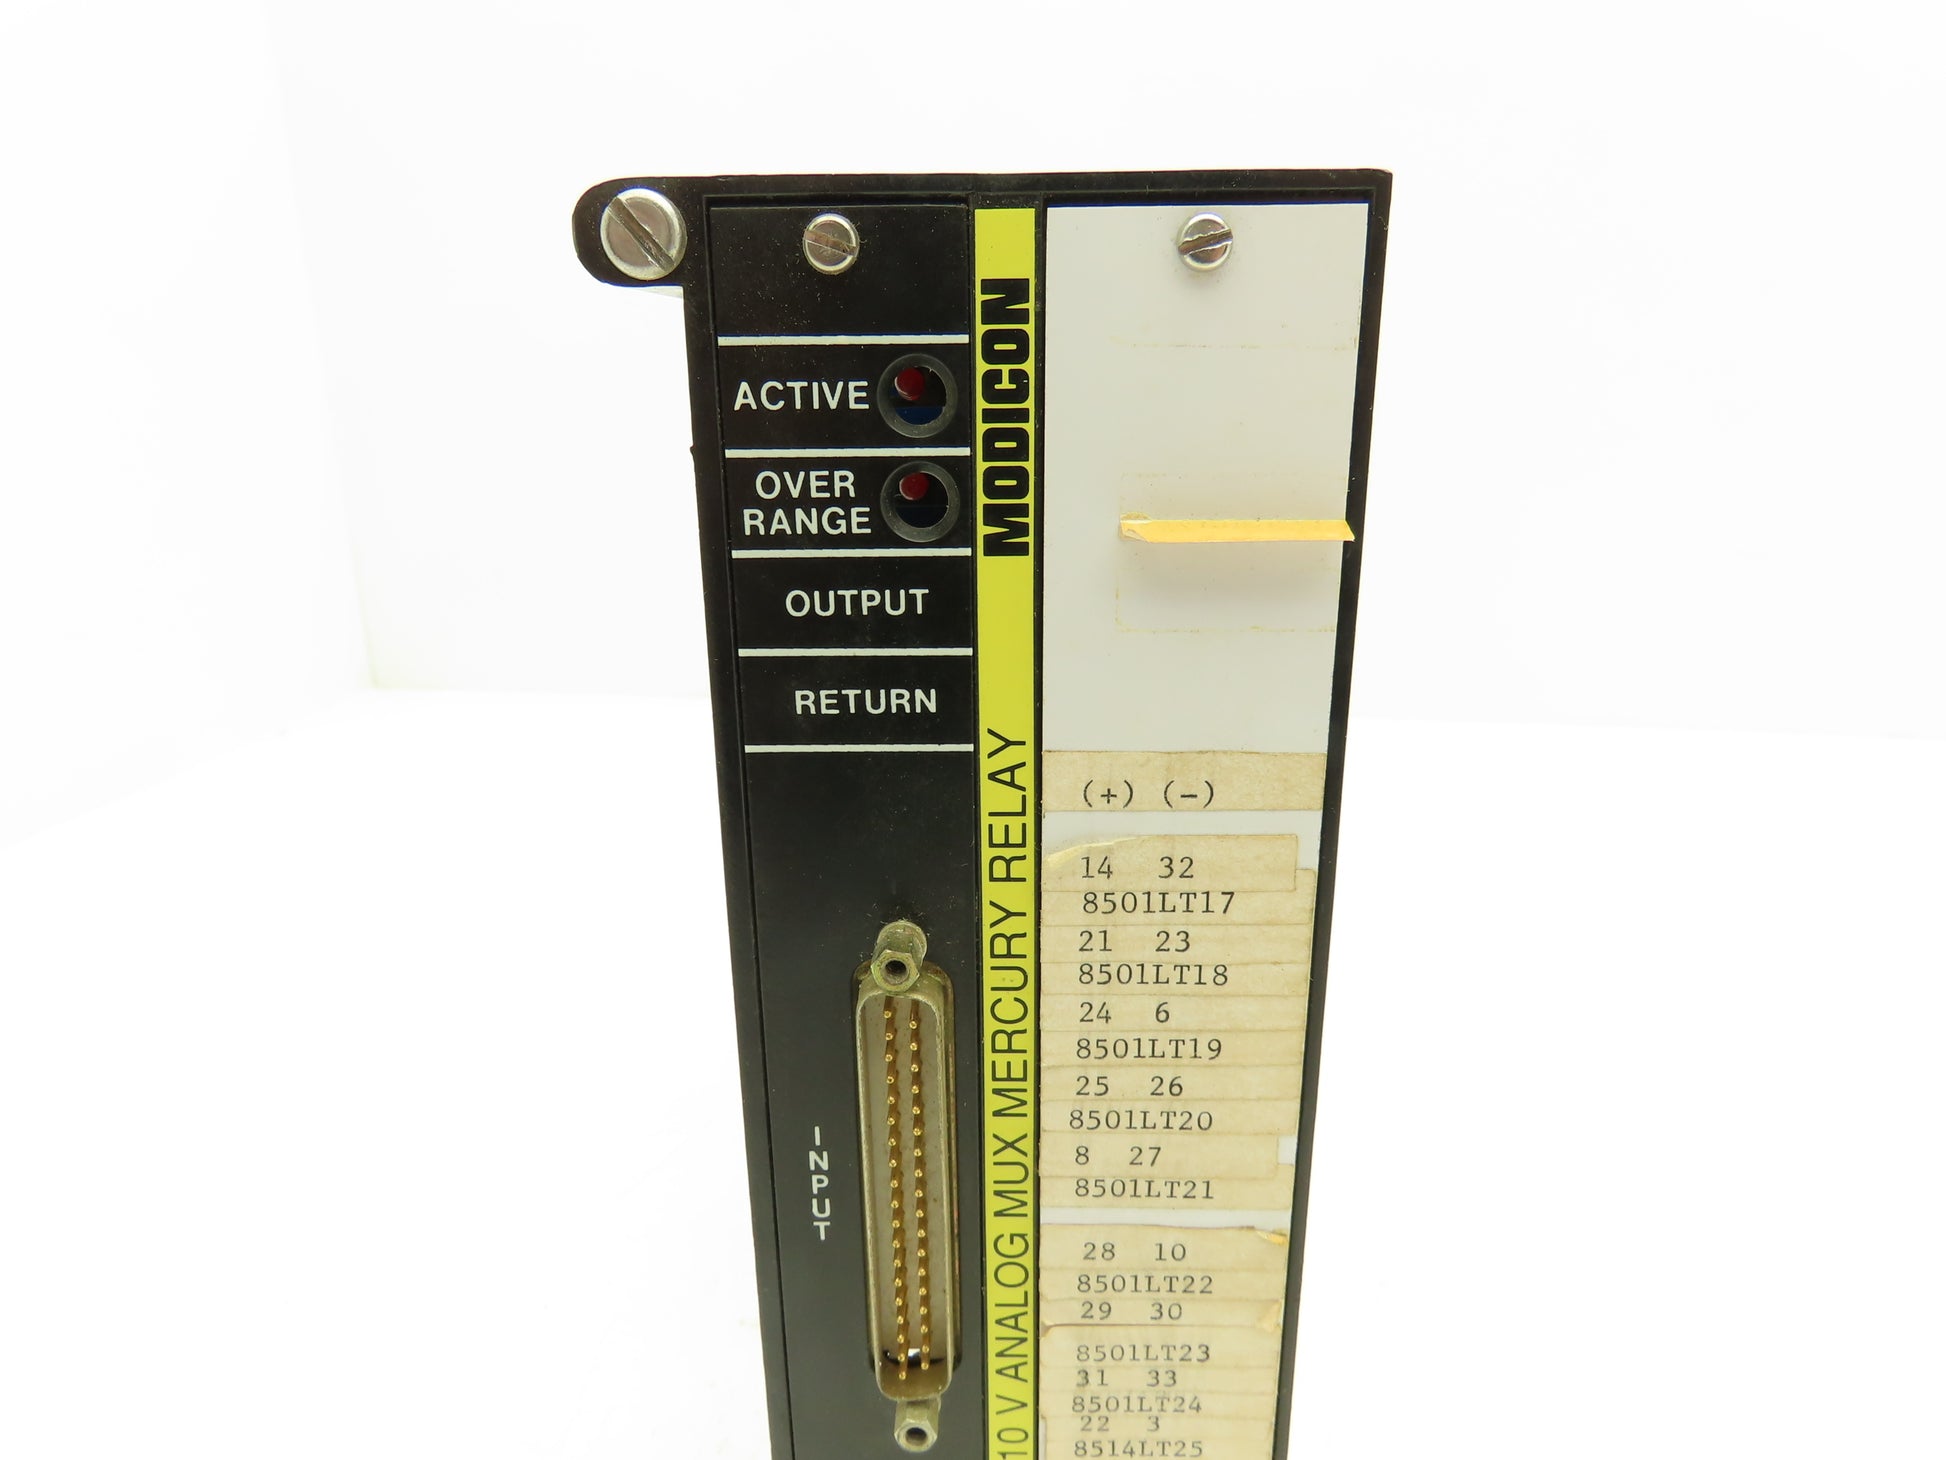 ACTIVE
OVER
RANGE
OUTPUT
RETURN
INPUT
MODICON
10 V ANALOG MUX MERCURY RELAY
(+) (-)
14 32
8501LT17
21 23
8501LT18
24 6
8501LT19
25 26
8501LT20
8 27
8501LT21
28 10
8501LT22
29 30
8501LT23
31 33
8501LT24
22 3
8514LT25